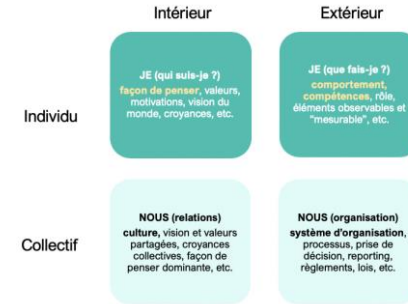 Intérieur
Extérieur
Individu
JE (qui suis-je ?)
façon de penser, valeurs,
motivations, vision du
monde, croyances, etc.
JE (que fais-je ?)
comportement,
compétences, rôle,
éléments observables et
"mesurable", etc.
Collectif
NOUS (relations)
culture, vision et valeurs
partagées, croyances
collectives, façon de
penser dominante, etc.
NOUS (organisation)
système d'organisation,
processus, prise de
décision, reporting,
règlements, lois, etc.